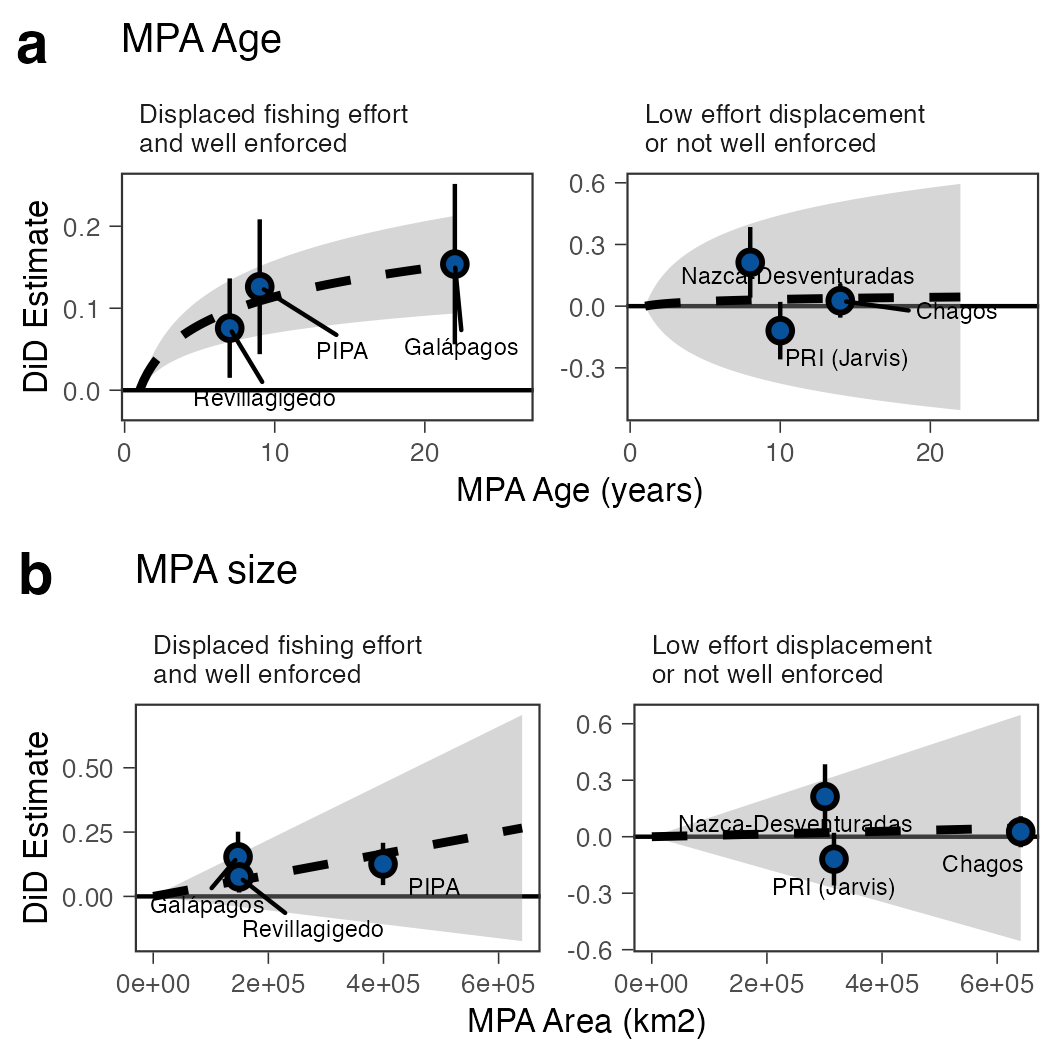 a
MPA Age
Displaced fishing effort
and well enforced
Low effort displacement
or not well enforced
DiD Estimate
0.2
0.1
0.0
PIPA
Galápagos
Revillagigedo
0
10
20
0.6
0.3
0.0
-0.3
Nazca-Desventuradas
Chagos
PRI (Jarvis)
0
10
20
MPA Age (years)
b
MPA size
Displaced fishing effort
and well enforced
Low effort displacement
or not well enforced
DiD Estimate
0.50
0.25
0.00
PIPA
Galápagos
Revillagigedo
0e+00
2e+05
4e+05
6e+05
0.6
0.3
0.0
-0.3
-0.6
Nazca-Desventuradas
Chagos
PRI (Jarvis)
0e+00
2e+05
4e+05
6e+05
MPA Area (km2)